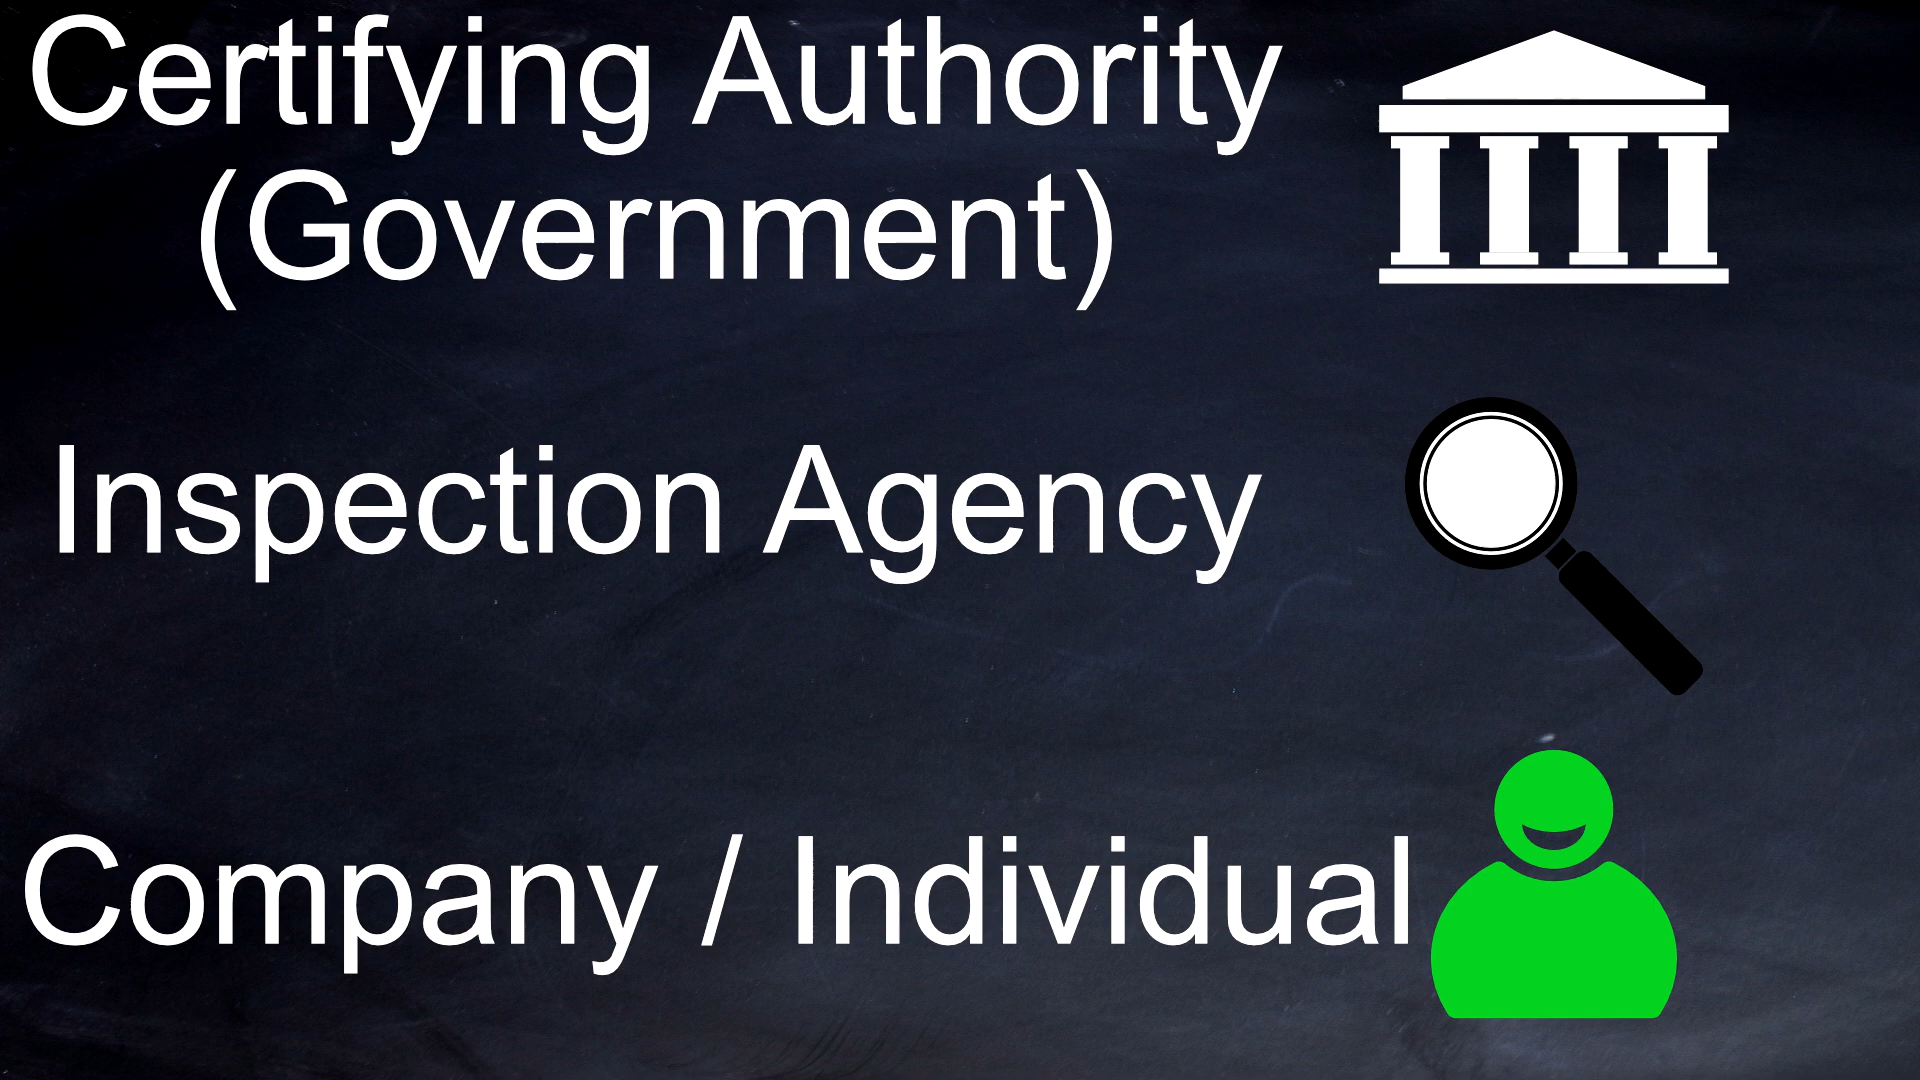 Certifying Authority
(Government)
Inspection Agency
Company / Individual